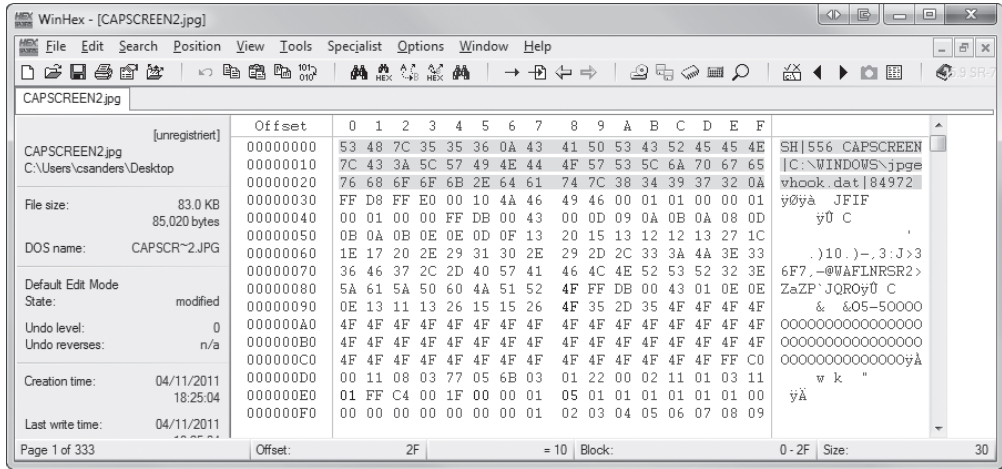 WinHex - [CAPSCREEN2.jpg]
File Edit Search Position View Tools Specialist Options Window Help
CAPSCREEN2.jpg
[unregistriert]
CAPSCREEN2.jpg
C:\Users\csanders\Desktop
File size: 83.0 KB
85,020 bytes
DOS name: CAPSCR~2.JPG
Default Edit Mode
State: modified
Undo level: 0
Undo reverses: n/a
Creation time: 04/11/2011
18:25:04
Last write time: 04/11/2011
Offset 0 1 2 3 4 5 6 7 8 9 A B C D E F
00000000 53 48 7C 35 35 36 0A 43 41 50 53 43 52 45 45 4E SH|556 CAPSCREEN
00000010 7C 43 3A 5C 57 49 4E 44 4F 57 53 5C 6A 70 67 65 |C:\WINDOWS\jpge
00000020 76 68 6F 6F 6B 2E 64 61 74 7C 38 34 39 37 32 0A vhook.dat|84972
00000030 FF D8 FF E0 00 10 4A 46 49 46 00 01 01 00 00 01 ÿØÿà JFIF
00000040 00 01 00 00 FF DB 00 43 00 0D 09 0A 0B 0A 08 0D ÿÛ C
00000050 0B 0A 0B 0E 0E 0D 0F 13 20 15 13 12 12 13 27 1C '
00000060 1E 17 20 2E 29 31 30 2E 29 2D 2C 33 3A 4A 3E 33 .)10.)-,3:J>3
00000070 36 46 37 2C 2D 40 57 41 46 4C 4E 52 53 52 32 3E 6F7,-@WAFLNRSR2>
00000080 5A 61 5A 50 60 4A 51 52 4F FF DB 00 43 01 0E 0E ZaZP`JQROÿÛ C
00000090 0E 13 11 13 26 15 15 26 4F 35 2D 35 4F 4F 4F 4F & &O5-5OOOO
000000A0 4F 4F 4F 4F 4F 4F 4F 4F 4F 4F 4F 4F 4F 4F 4F 4F OOOOOOOOOOOOOOOO
000000B0 4F 4F 4F 4F 4F 4F 4F 4F 4F 4F 4F 4F 4F 4F 4F 4F OOOOOOOOOOOOOOOO
000000C0 4F 4F 4F 4F 4F 4F 4F 4F 4F 4F 4F 4F 4F 4F FF C0 OOOOOOOOOOOOOOÿÀ
000000D0 00 11 08 03 77 05 6B 03 01 22 00 02 11 01 03 11 w k "
000000E0 01 FF C4 00 1F 00 00 01 05 01 01 01 01 01 01 00 ÿÄ
000000F0 00 00 00 00 00 00 00 01 02 03 04 05 06 07 08 09
Page 1 of 333 Offset: 2F = 10 Block: 0 - 2F Size: 30